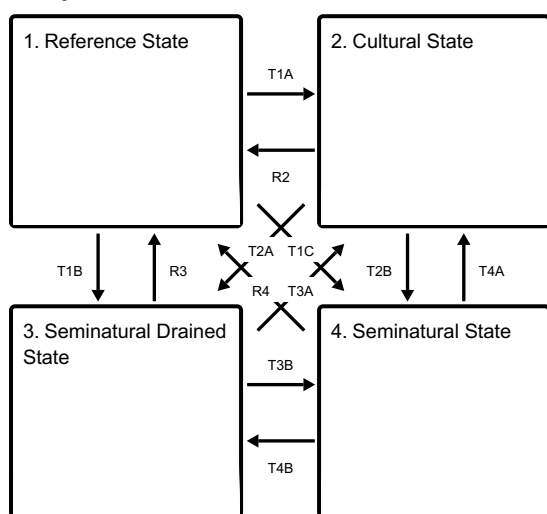 1. Reference State
2. Cultural State
T1A
R2
T1B
R3
T2A
T1C
T2B
T4A
R4
T3A
3. Seminatural Drained
State
4. Seminatural State
T3B
T4B